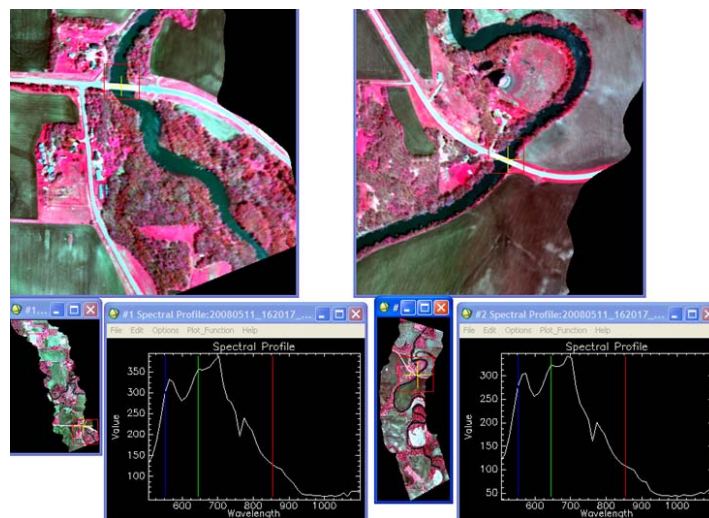 #1...
#1 Spectral Profile:20080511_162017_...
File Edit Options Plot_Function Help
Spectral Profile
Value
350
300
250
200
150
100
600 700 800 900 1000
Wavelength
#
#2 Spectral Profile:20080511_162017_...
File Edit Options Plot_Function Help
Spectral Profile
Value
300
250
200
150
100
50
600 700 800 900 1000
Wavelength